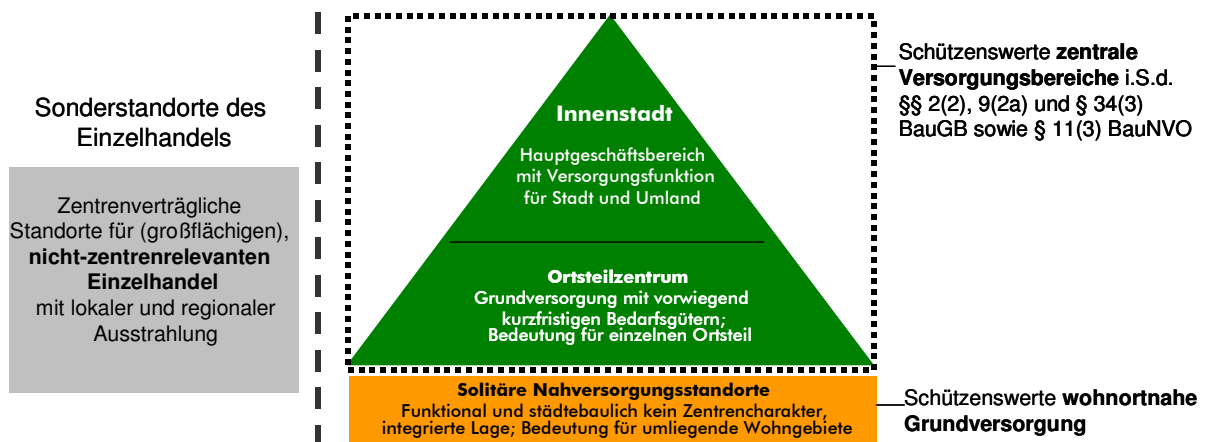 Sonderstandorte des
Einzelhandels
Zentrenverträgliche
Standorte für (großflächigen),
nicht-zentrenrelevanten
Einzelhandel
mit lokaler und regionaler
Ausstrahlung
Innenstadt
Hauptgeschäftsbereich
mit Versorgungsfunktion
für Stadt und Umland
Ortsteilzentrum
Grundversorgung mit vorwiegend
kurzfristigen Bedarfsgütern;
Bedeutung für einzelnen Ortsteil
Solitäre Nahversorgungsstandorte
Funktional und städtebaulich kein Zentrencharakter,
integrierte Lage; Bedeutung für umliegende Wohngebiete
Schützenswerte zentrale
Versorgungsbereiche i.S.d.
§§ 2(2), 9(2a) und § 34(3)
BauGB sowie § 11(3) BauNVO
Schützenswerte wohnortnahe
Grundversorgung